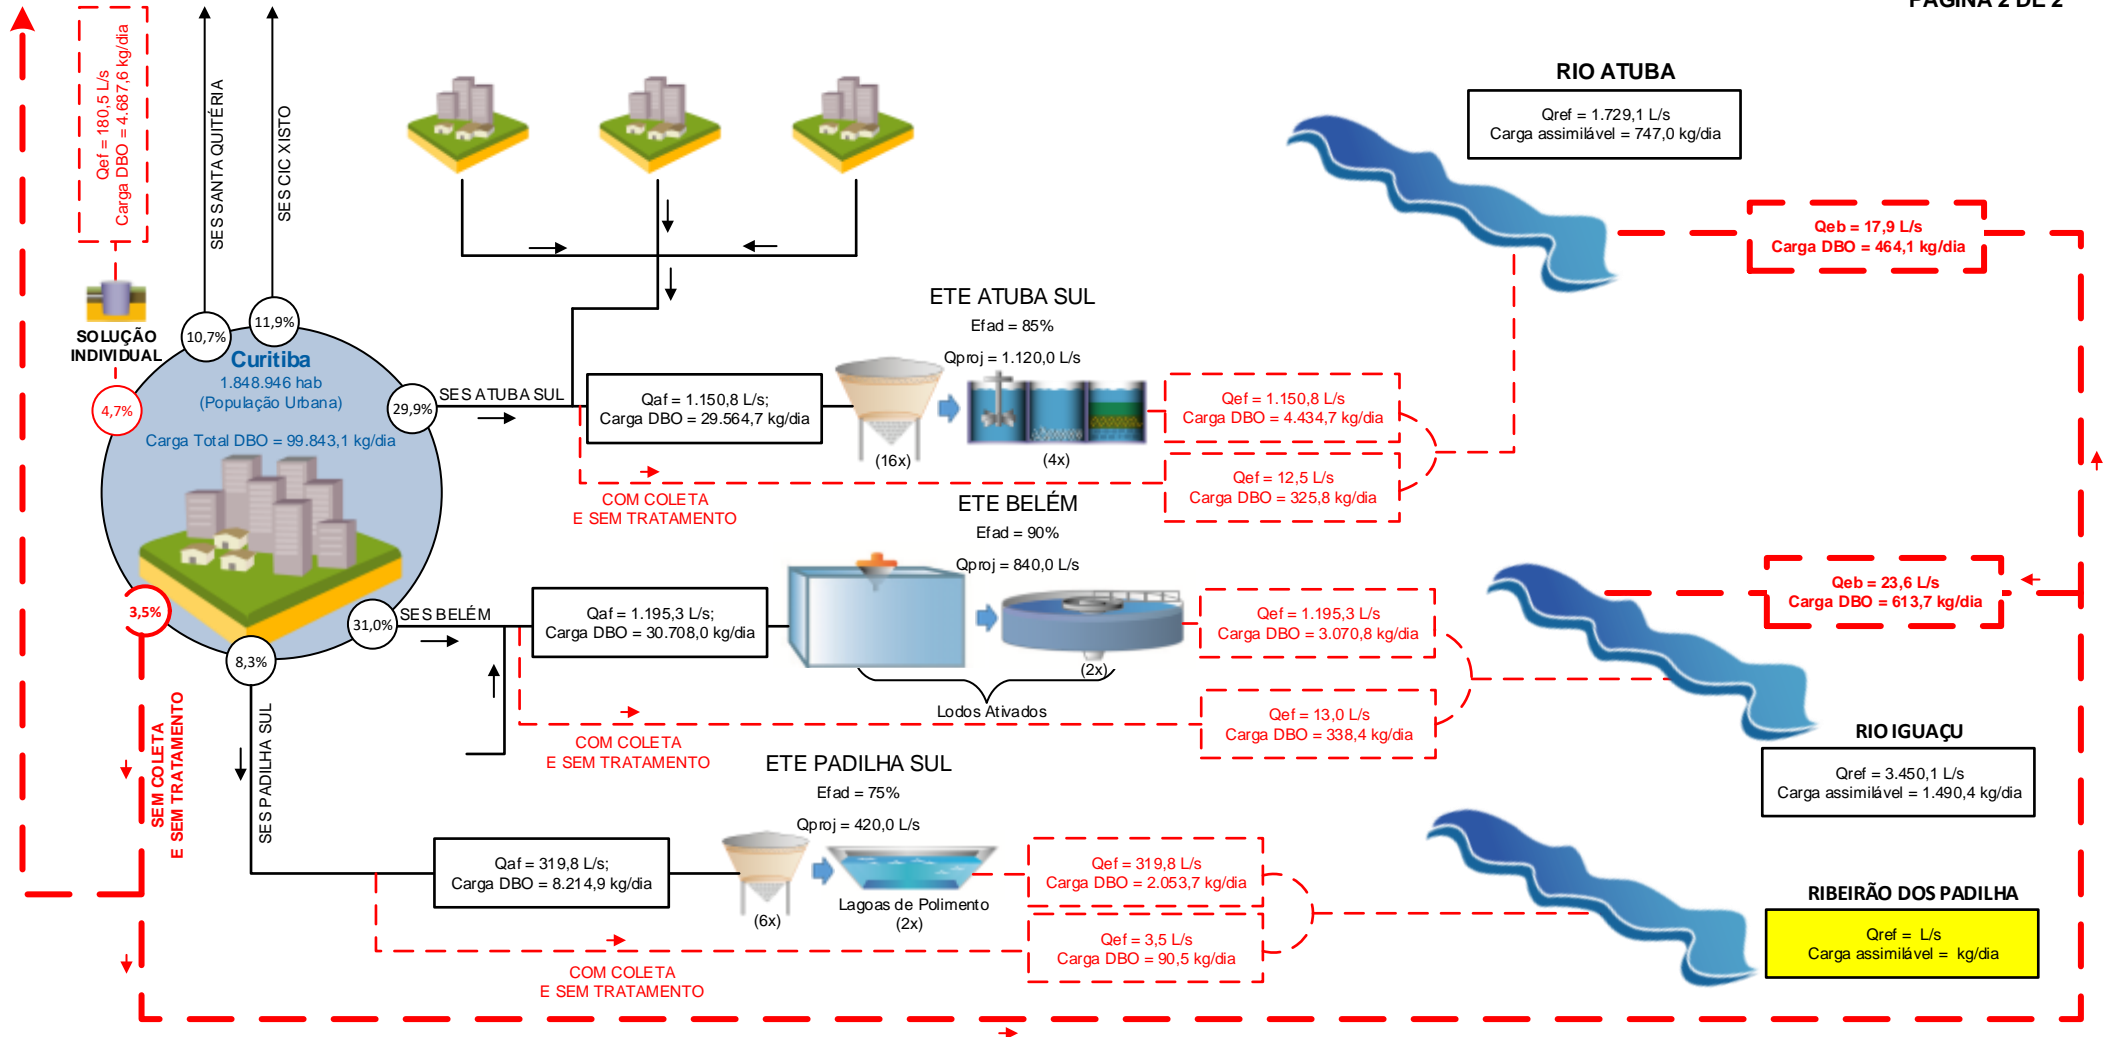 PÁGINA 2 DE 2
Qef = 180,5 L/s
Carga DBO = 4.687,6 kg/dia
SES SANTA QUITÉRIA
SES CIC XISTO
SOLUÇÃO
INDIVIDUAL
10,7%
11,9%
4,7%
29,9%
3,5%
8,3%
31,0%
Curitiba
1.848.946 hab
(População Urbana)
Carga Total DBO = 99.843,1 kg/dia
SES ATUBA SUL
Qaf = 1.150,8 L/s;
Carga DBO = 29.564,7 kg/dia
ETE ATUBA SUL
Efad = 85%
Qproj = 1.120,0 L/s
(16x)
(4x)
Qef = 1.150,8 L/s
Carga DBO = 4.434,7 kg/dia
COM COLETA
E SEM TRATAMENTO
Qef = 12,5 L/s
Carga DBO = 325,8 kg/dia
RIO ATUBA
Qref = 1.729,1 L/s
Carga assimilável = 747,0 kg/dia
Qeb = 17,9 L/s
Carga DBO = 464,1 kg/dia
SES BELÉM
Qaf = 1.195,3 L/s;
Carga DBO = 30.708,0 kg/dia
ETE BELÉM
Efad = 90%
Qproj = 840,0 L/s
(2x)
Lodos Ativados
Qef = 1.195,3 L/s
Carga DBO = 3.070,8 kg/dia
COM COLETA
E SEM TRATAMENTO
Qef = 13,0 L/s
Carga DBO = 338,4 kg/dia
Qeb = 23,6 L/s
Carga DBO = 613,7 kg/dia
RIO IGUAÇU
Qref = 3.450,1 L/s
Carga assimilável = 1.490,4 kg/dia
SEM COLETA
E SEM TRATAMENTO
SES PADILHA SUL
Qaf = 319,8 L/s;
Carga DBO = 8.214,9 kg/dia
ETE PADILHA SUL
Efad = 75%
Qproj = 420,0 L/s
(6x)
Lagoas de Polimento
(2x)
Qef = 319,8 L/s
Carga DBO = 2.053,7 kg/dia
COM COLETA
E SEM TRATAMENTO
Qef = 3,5 L/s
Carga DBO = 90,5 kg/dia
RIBEIRÃO DOS PADILHA
Qref =  L/s
Carga assimilável =  kg/dia